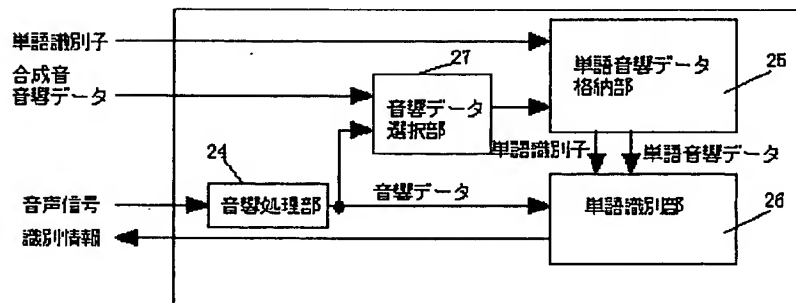 単語識別子
合成音
音響データ
27
音響データ
選択部
単語音響データ
格納部
25
単語識別子
単語音響データ
24
音声信号
音響処理部
音響データ
単語識別部
26
識別情報